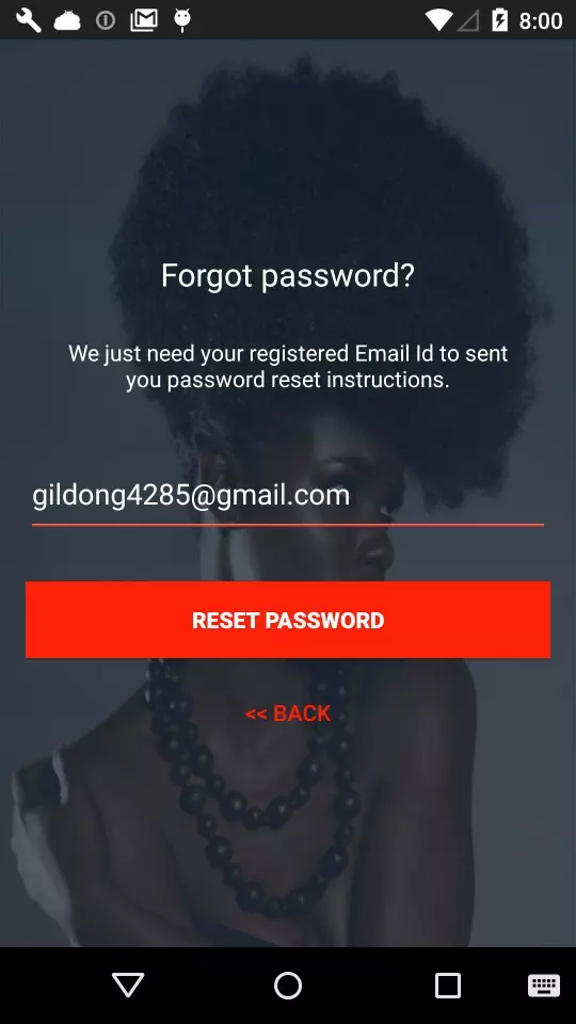 8:00
Forgot password?
We just need your registered Email Id to sent
you password reset instructions.
gildong4285@gmail.com
RESET PASSWORD
<< BACK